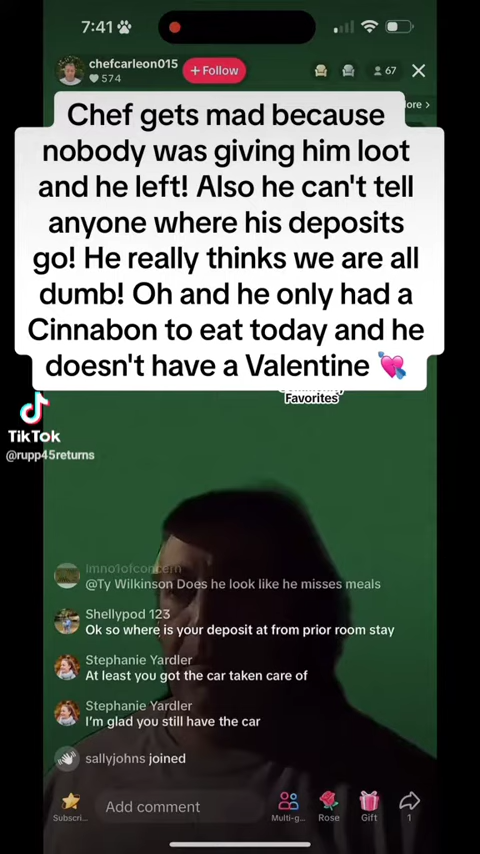 7:41
chefcarleon015
574
+ Follow
67
ore >
Chef gets mad because
nobody was giving him loot
and he left! Also he can't tell
anyone where his deposits
go! He really thinks we are all
dumb! Oh and he only had a
Cinnabon to eat today and he
doesn't have a Valentine 💘
Favorites
TikTok
@rupp45returns
lmno1ofconcern
@Ty Wilkinson Does he look like he misses meals
Shellypod 123
Ok so where is your deposit at from prior room stay
Stephanie Yardler
At least you got the car taken care of
Stephanie Yardler
I'm glad you still have the car
sallyjohns joined
Add comment
Subscri...
Multi-g...
Rose
Gift
1